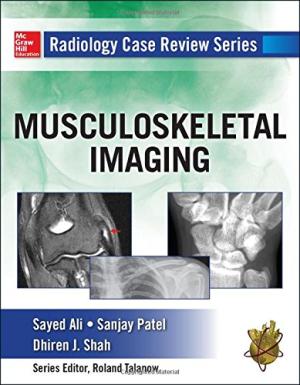 Mc
Graw
Hill
Education
Radiology Case Review Series
MUSCULOSKELETAL
IMAGING
Sayed Ali • Sanjay Patel
Dhiren J. Shah
Series Editor, Roland Talanow